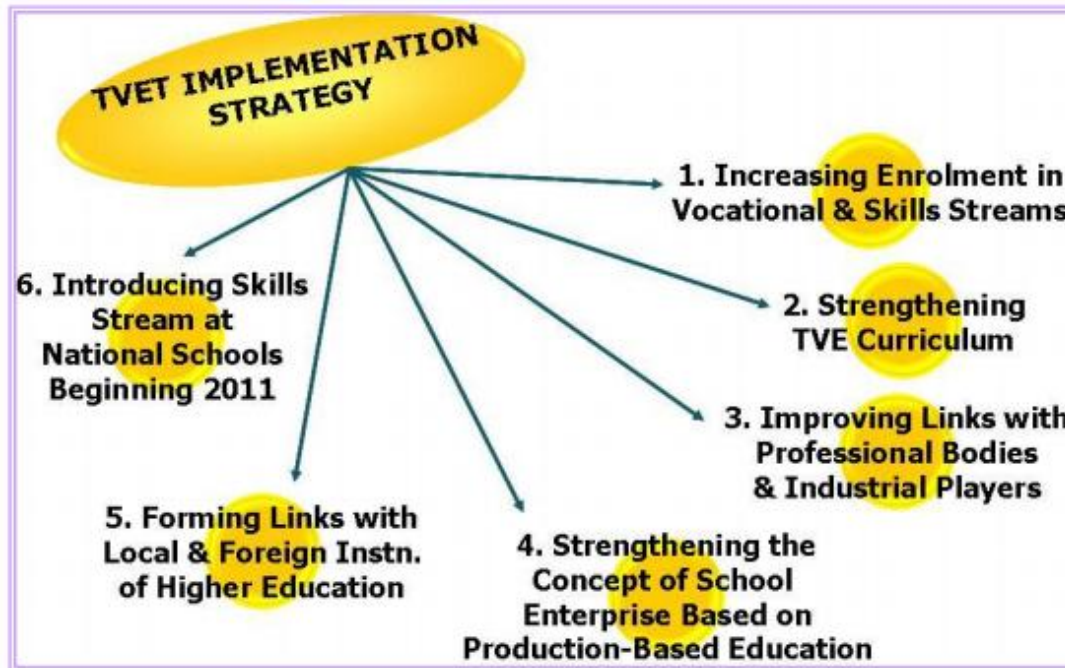 TVET IMPLEMENTATION
STRATEGY
1. Increasing Enrolment in
Vocational & Skills Streams
2. Strengthening
TVE Curriculum
3. Improving Links with
Professional Bodies
& Industrial Players
4. Strengthening the
Concept of School
Enterprise Based on
Production-Based Education
5. Forming Links with
Local & Foreign Instn.
of Higher Education
6. Introducing Skills
Stream at
National Schools
Beginning 2011